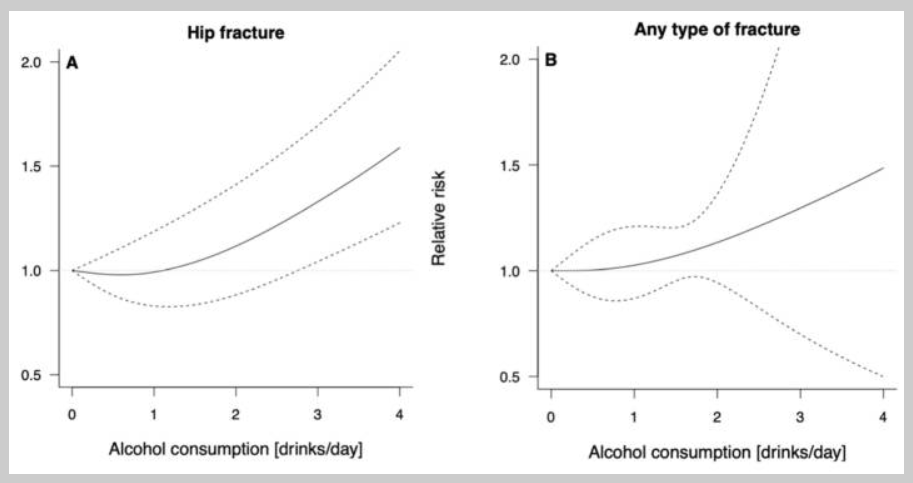 Hip fracture
A
2.0
1.5
1.0
0.5
0 1 2 3 4
Alcohol consumption [drinks/day]
Any type of fracture
B
Relative risk
2.0
1.5
1.0
0.5
0 1 2 3 4
Alcohol consumption [drinks/day]